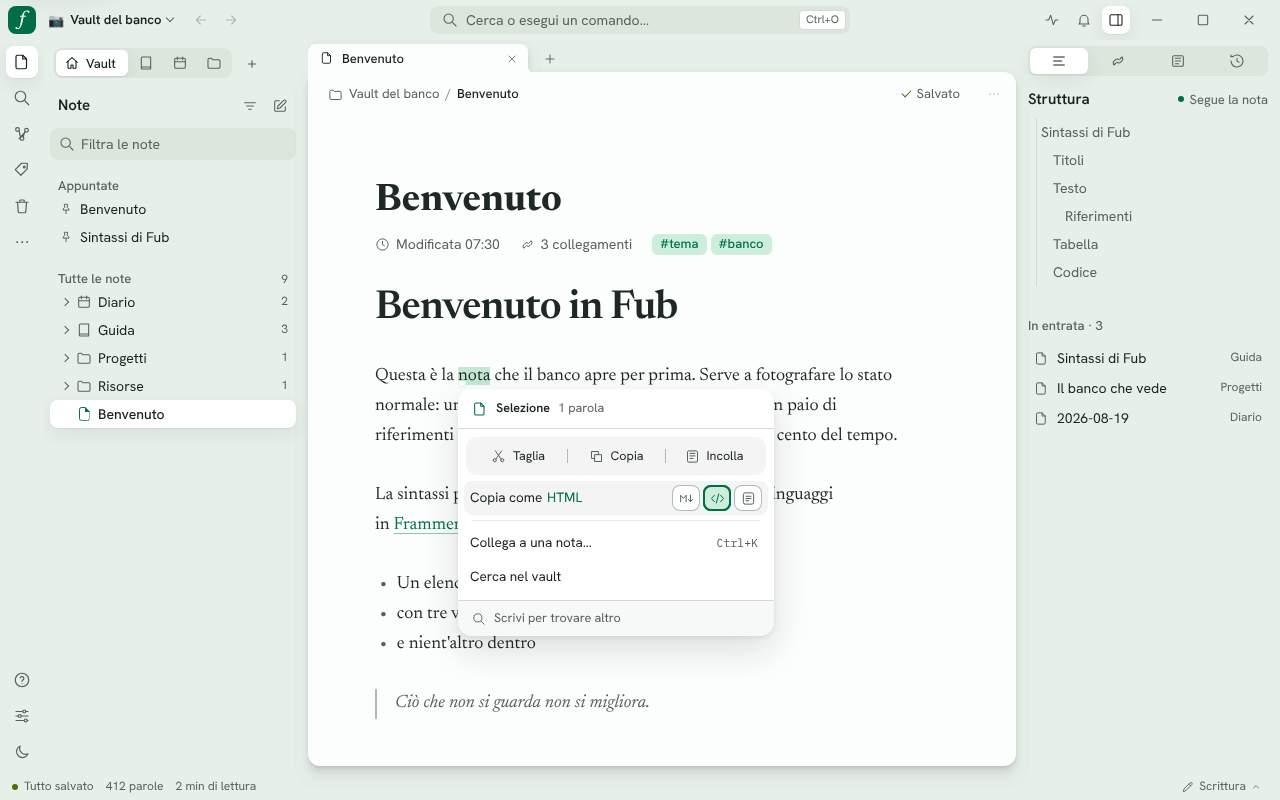 Vault del banco
Cerca o esegui un comando...
Ctrl+O
Vault
Note
Filtra le note
Appuntate
Benvenuto
Sintassi di Fub
Tutte le note 9
Diario 2
Guida 3
Progetti 1
Risorse 1
Benvenuto
Benvenuto
Vault del banco / Benvenuto
Salvato
Benvenuto
Modificata 07:30
3 collegamenti
#tema
#banco
Benvenuto in Fub
Questa è la nota che il banco apre per prima. Serve a fotografare lo stato
normale: un paio di
riferimenti cento del tempo.
La sintassi
in
Un elenc
con tre v
e nient'altro dentro
Ciò che non si guarda non si migliora.
Selezione 1 parola
Taglia
Copia
Incolla
Copia come HTML
M↓
</>
Collega a una nota... Ctrl+K
Cerca nel vault
Scrivi per trovare altro
Struttura
Segue la nota
Sintassi di Fub
Titoli
Testo
Riferimenti
Tabella
Codice
In entrata · 3
Sintassi di Fub Guida
Il banco che vede Progetti
2026-08-19 Diario
Tutto salvato
412 parole
2 min di lettura
Scrittura